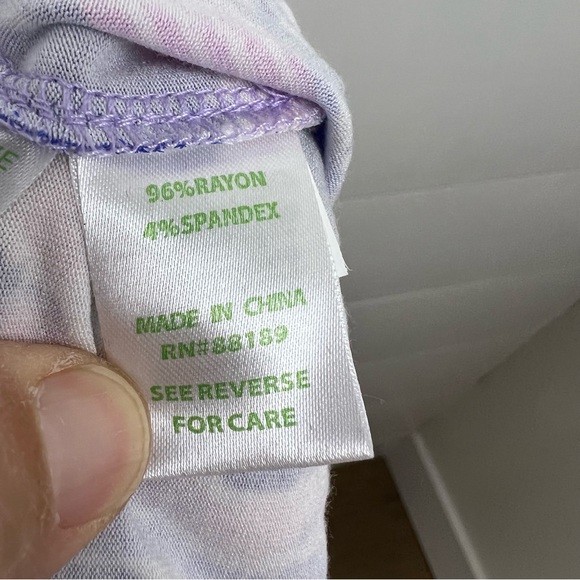 96%RAYON
4%SPANDEX
MADE IN CHINA
RN#88189
SEE REVERSE
FOR CARE